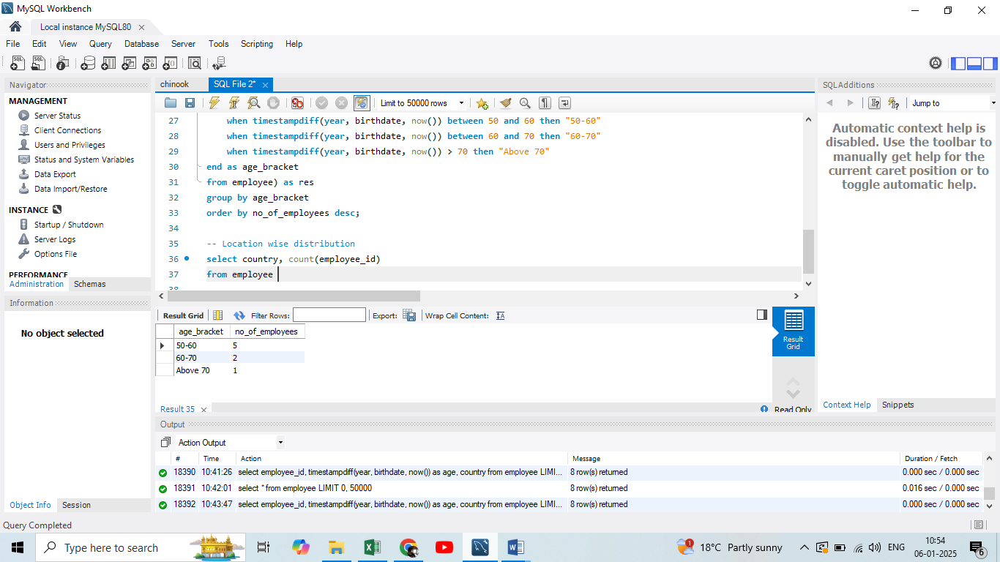 MySQL Workbench
Local instance MySQL80
File Edit View Query Database Server Tools Scripting Help
Navigator
MANAGEMENT
Server Status
Client Connections
Users and Privileges
Status and System Variables
Data Export
Data Import/Restore
INSTANCE
Startup / Shutdown
Server Logs
Options File
PERFORMANCE
Administration Schemas
Information
No object selected
Object Info Session
chinook SQL File 2*
Limit to 50000 rows
27 when timestampdiff(year, birthdate, now()) between 50 and 60 then "50-60"
28 when timestampdiff(year, birthdate, now()) between 60 and 70 then "60-70"
29 when timestampdiff(year, birthdate, now()) > 70 then "Above 70"
30 end as age_bracket
31 from employee) as res
32 group by age_bracket
33 order by no_of_employees desc;
34
35 -- Location wise distribution
36 select country, count(employee_id)
37 from employee
38
Result Grid Filter Rows: Export: Wrap Cell Content:
age_bracket no_of_employees
50-60 5
60-70 2
Above 70 1
Result Grid
Result 35
Read Only
SQLAdditions
Jump to
Automatic context help is
disabled. Use the toolbar to
manually get help for the
current caret position or to
toggle automatic help.
Context Help Snippets
Output
Action Output
# Time Action Message Duration / Fetch
18390 10:41:26 select employee_id, timestampdiff(year, birthdate, now()) as age, country from employee LIMI... 8 row(s) returned 0.000 sec / 0.000 sec
18391 10:42:01 select * from employee LIMIT 0, 50000 8 row(s) returned 0.016 sec / 0.000 sec
18392 10:43:47 select employee_id, timestampdiff(year, birthdate, now()) as age, country from employee LIMI... 8 row(s) returned 0.000 sec / 0.000 sec
Query Completed
Type here to search
18°C Partly sunny
ENG
10:54
06-01-2025
6